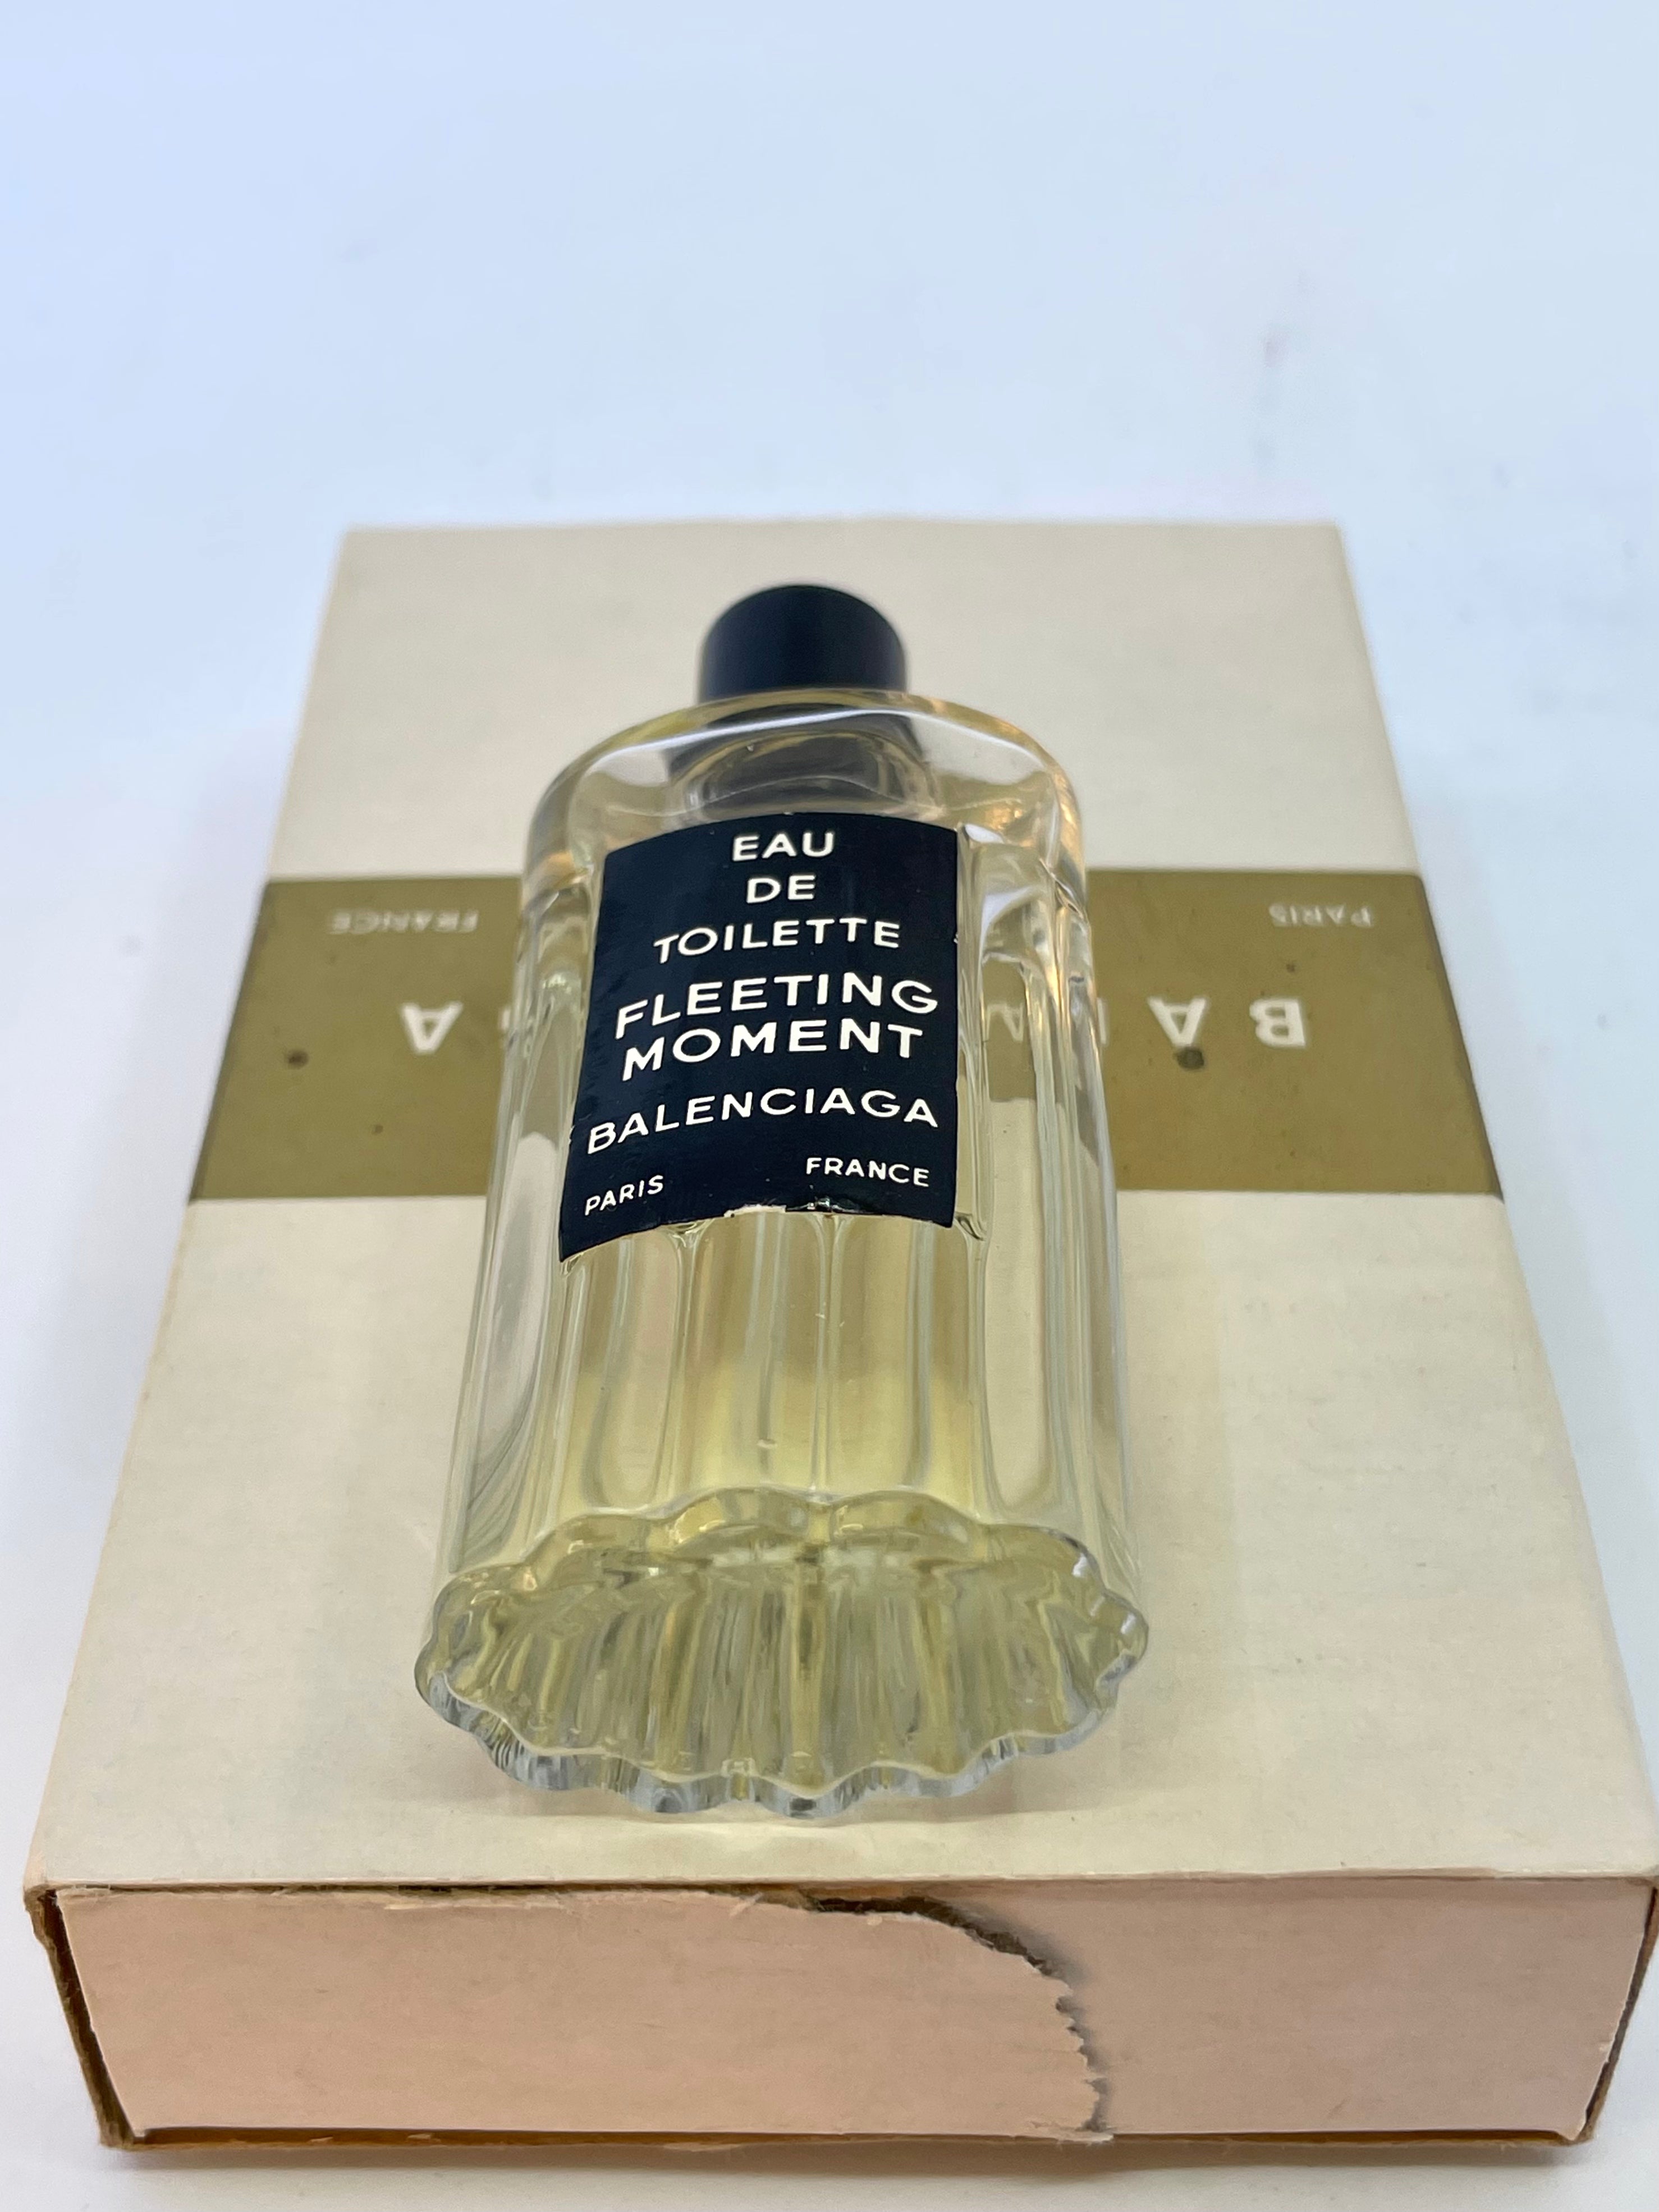 EAU
DE
TOILETTE
FLEETING
MOMENT
BALENCIAGA
PARIS FRANCE
PARIS FRANCE